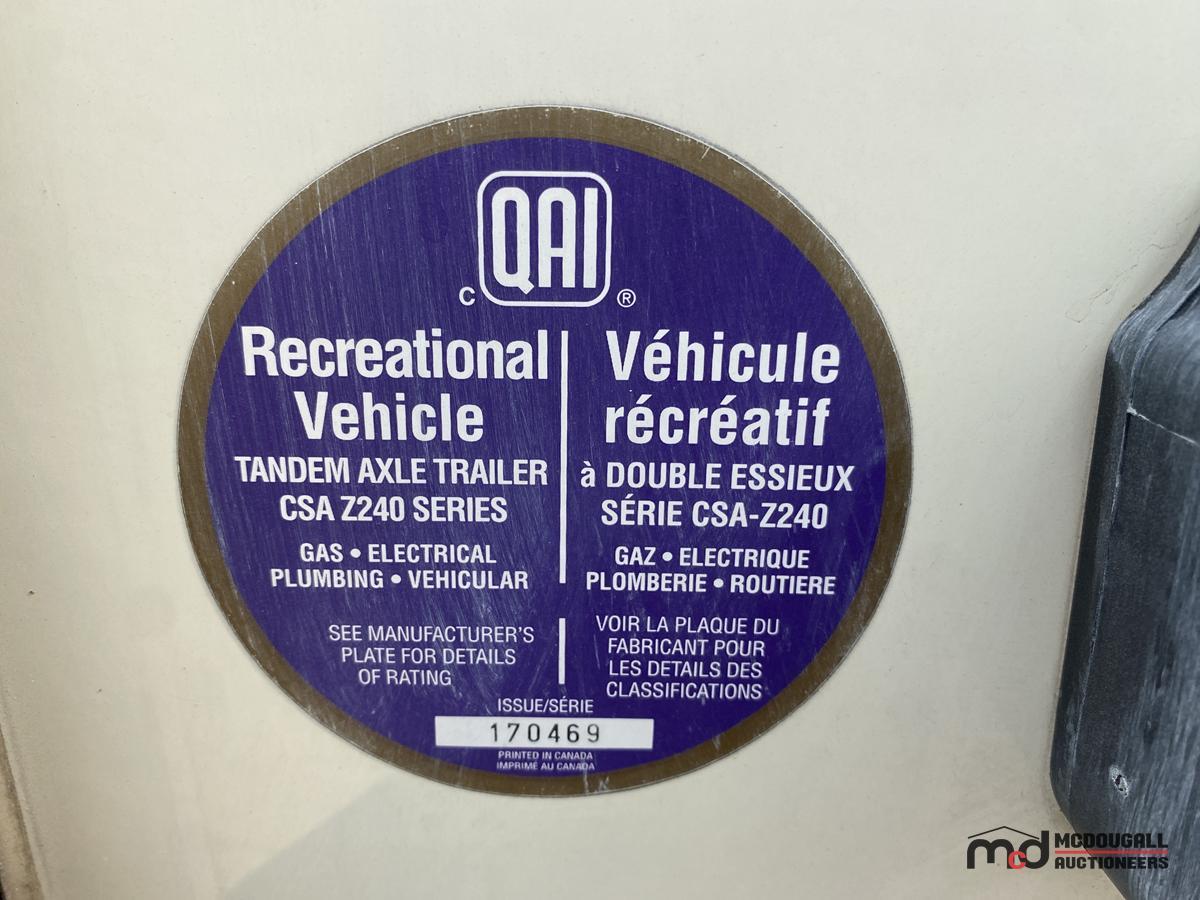 QAI
C ®
Recreational
Vehicle
TANDEM AXLE TRAILER
CSA Z240 SERIES
GAS • ELECTRICAL
PLUMBING • VEHICULAR
SEE MANUFACTURER'S
PLATE FOR DETAILS
OF RATING
Véhicule
récréatif
à DOUBLE ESSIEUX
SÉRIE CSA-Z240
GAZ • ELECTRIQUE
PLOMBERIE • ROUTIERE
VOIR LA PLAQUE DU
FABRICANT POUR
LES DETAILS DES
CLASSIFICATIONS
ISSUE/SÉRIE
170469
PRINTED IN CANADA
IMPRIMÉ AU CANADA
mcd MCDOUGALL
AUCTIONEERS